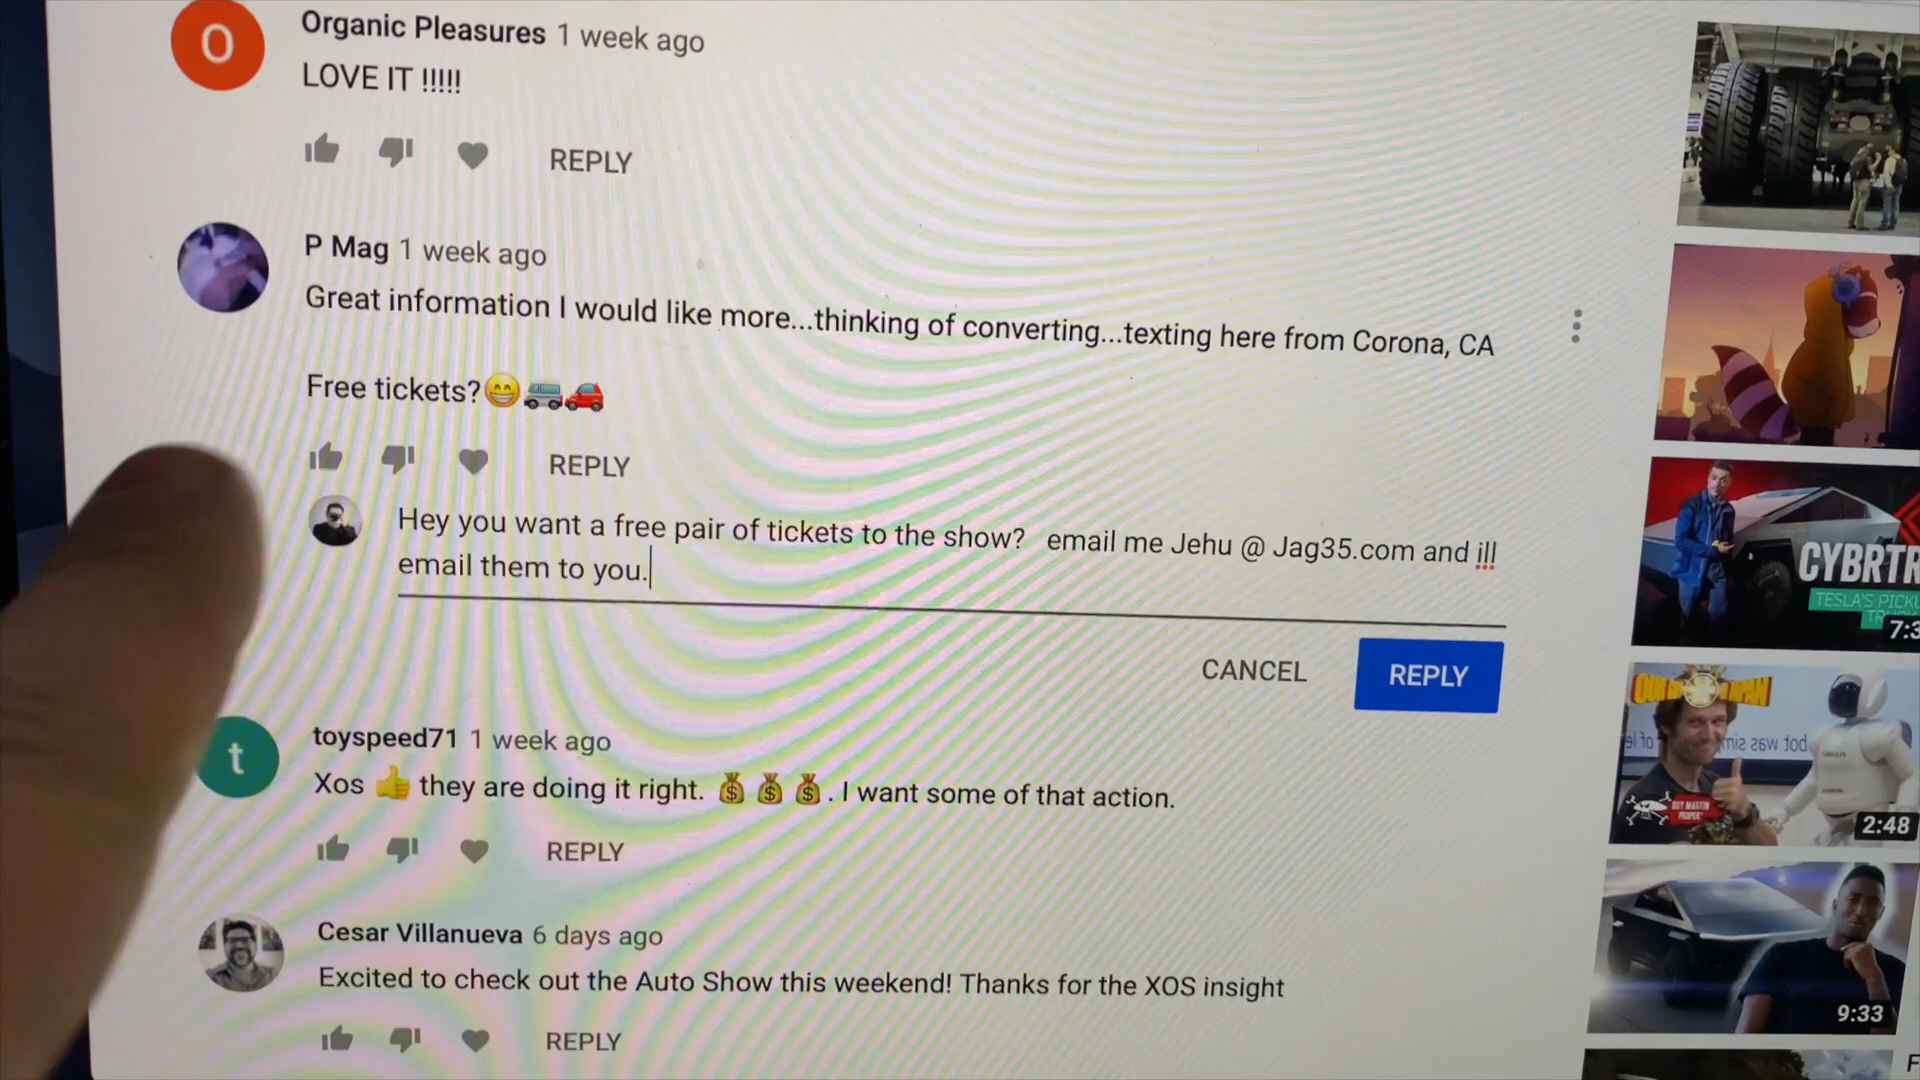 O
Organic Pleasures 1 week ago
LOVE IT !!!!!
REPLY
P Mag 1 week ago
Great information I would like more...thinking of converting...texting here from Corona, CA
Free tickets?😁🚐🚗
REPLY
Hey you want a free pair of tickets to the show? email me Jehu @ Jag35.com and ill
email them to you.
CANCEL
REPLY
t
toyspeed71 1 week ago
Xos 👍 they are doing it right. 💰 💰 💰. I want some of that action.
REPLY
Cesar Villanueva 6 days ago
Excited to check out the Auto Show this weekend! Thanks for the XOS insight
REPLY
CYBRTR
TESLA'S PICKU
TR
7:3
GUY MARTIN
PROPER
2:48
9:33
F